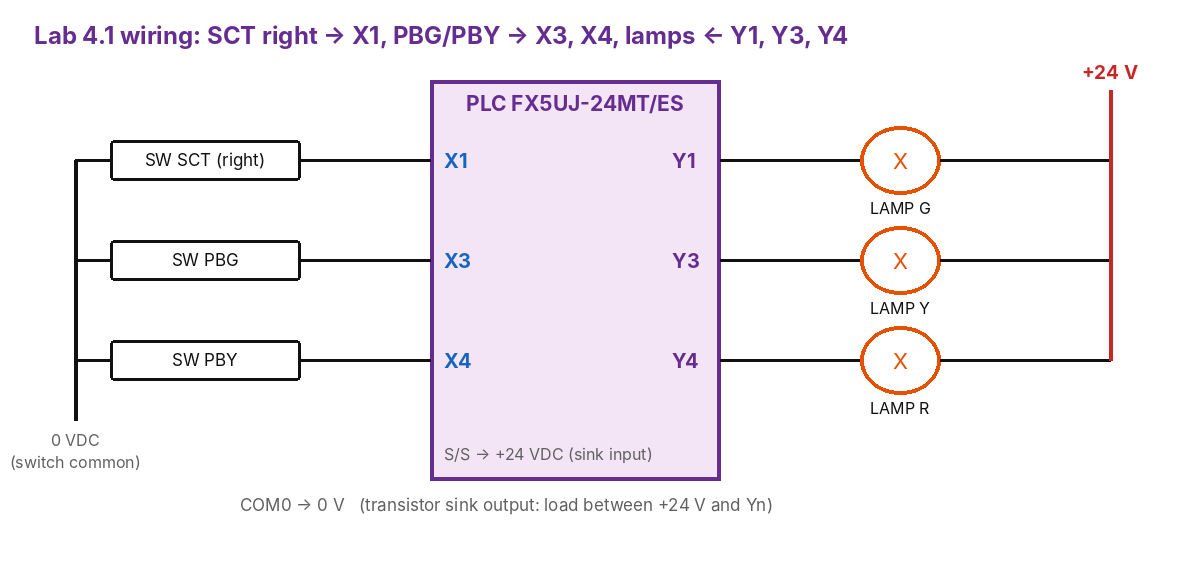 Lab 4.1 wiring: SCT right → X1, PBG/PBY → X3, X4, lamps ← Y1, Y3, Y4
+24 V
PLC FX5UJ-24MT/ES
SW SCT (right)
X1
Y1
X
LAMP G
SW PBG
X3
Y3
X
LAMP Y
SW PBY
X4
Y4
X
LAMP R
0 VDC
(switch common)
S/S → +24 VDC (sink input)
COM0 → 0 V (transistor sink output: load between +24 V and Yn)